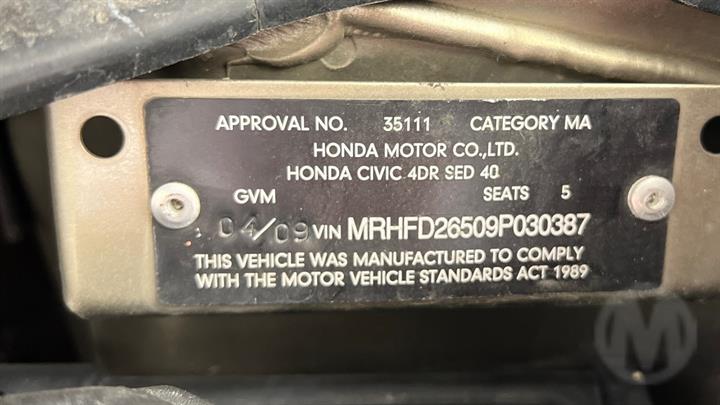 APPROVAL NO. 35111 CATEGORY MA
HONDA MOTOR CO.,LTD.
HONDA CIVIC 4DR SED 40
GVM SEATS 5
04/09 VIN MRHFD26509P030387
THIS VEHICLE WAS MANUFACTURED TO COMPLY
WITH THE MOTOR VEHICLE STANDARDS ACT 1989
M